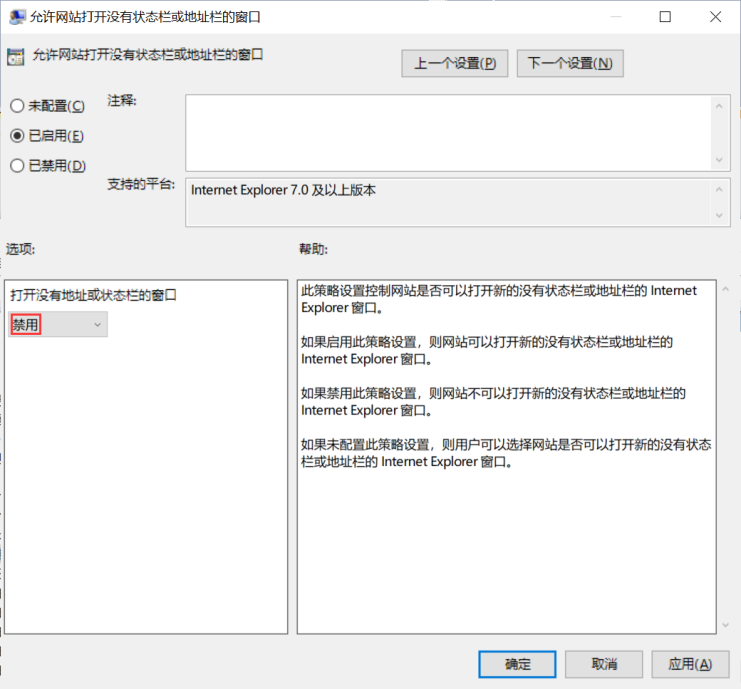 允许网站打开没有状态栏或地址栏的窗口
允许网站打开没有状态栏或地址栏的窗口
上一个设置(P)
下一个设置(N)
未配置(C)
注释:
已启用(E)
已禁用(D)
支持的平台:
Internet Explorer 7.0 及以上版本
选项:
帮助:
打开没有地址或状态栏的窗口
禁用
此策略设置控制网站是否可以打开新的没有状态栏或地址栏的 Internet
Explorer 窗口。
如果启用此策略设置，则网站可以打开新的没有状态栏或地址栏的
Internet Explorer 窗口。
如果禁用此策略设置，则网站不可以打开新的没有状态栏或地址栏的
Internet Explorer 窗口。
如果未配置此策略设置，则用户可以选择网站是否可以打开新的没有状态
栏或地址栏的 Internet Explorer 窗口。
确定
取消
应用(A)